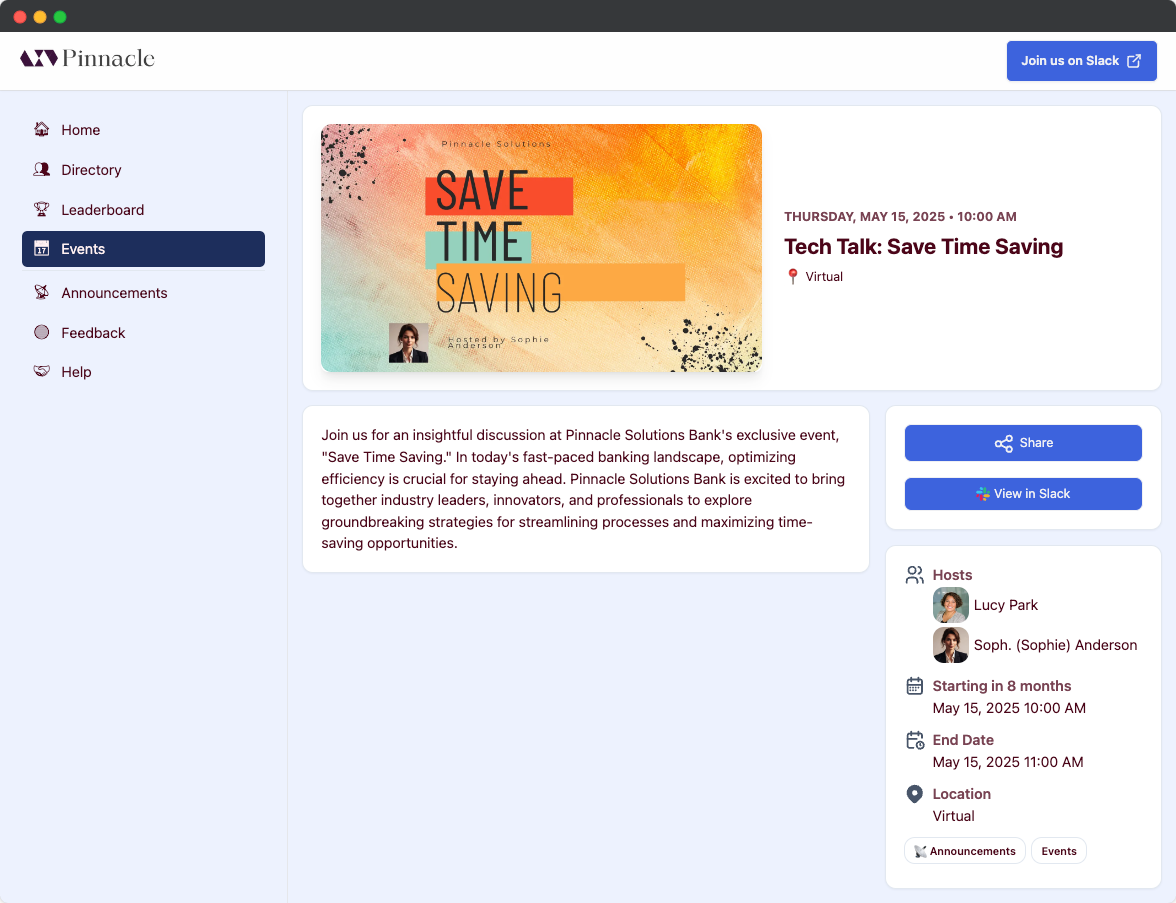 Pinnacle
Join us on Slack
Home
Directory
Leaderboard
17
Events
Announcements
Feedback
Help
Pinnacle Solutions
SAVE
TIME
SAVING
Hosted by Sophie
Anderson
THURSDAY, MAY 15, 2025 • 10:00 AM
Tech Talk: Save Time Saving
📍 Virtual
Join us for an insightful discussion at Pinnacle Solutions Bank's exclusive event,
"Save Time Saving." In today's fast-paced banking landscape, optimizing
efficiency is crucial for staying ahead. Pinnacle Solutions Bank is excited to bring
together industry leaders, innovators, and professionals to explore
groundbreaking strategies for streamlining processes and maximizing time-
saving opportunities.
Share
View in Slack
Hosts
Lucy Park
Soph. (Sophie) Anderson
Starting in 8 months
May 15, 2025 10:00 AM
End Date
May 15, 2025 11:00 AM
Location
Virtual
📡 Announcements
Events